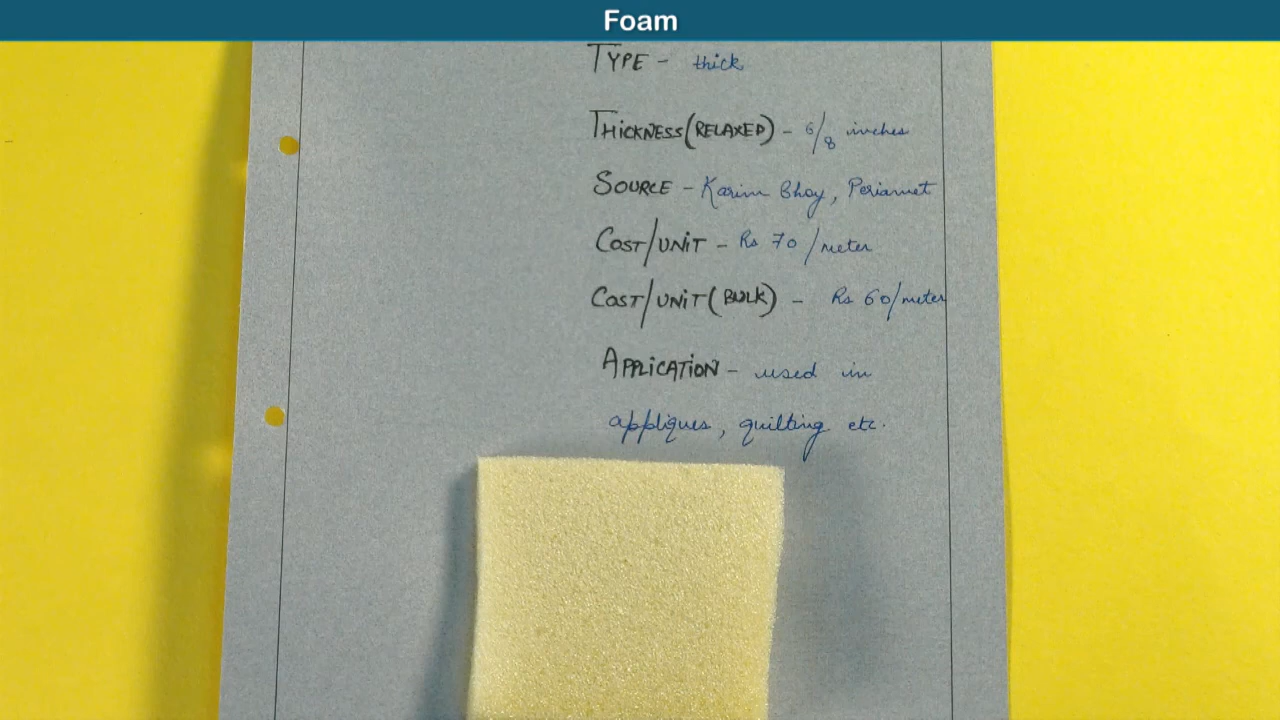 Foam
TYPE - thick
THICKNESS(RELAXED) - 6/8 inches
SOURCE - Karim Bhoy, Periamet
COST/UNIT - Rs 70/meter
COST/UNIT(BULK) - Rs 60/meter
APPLICATION - used in
appliques, quilting etc.